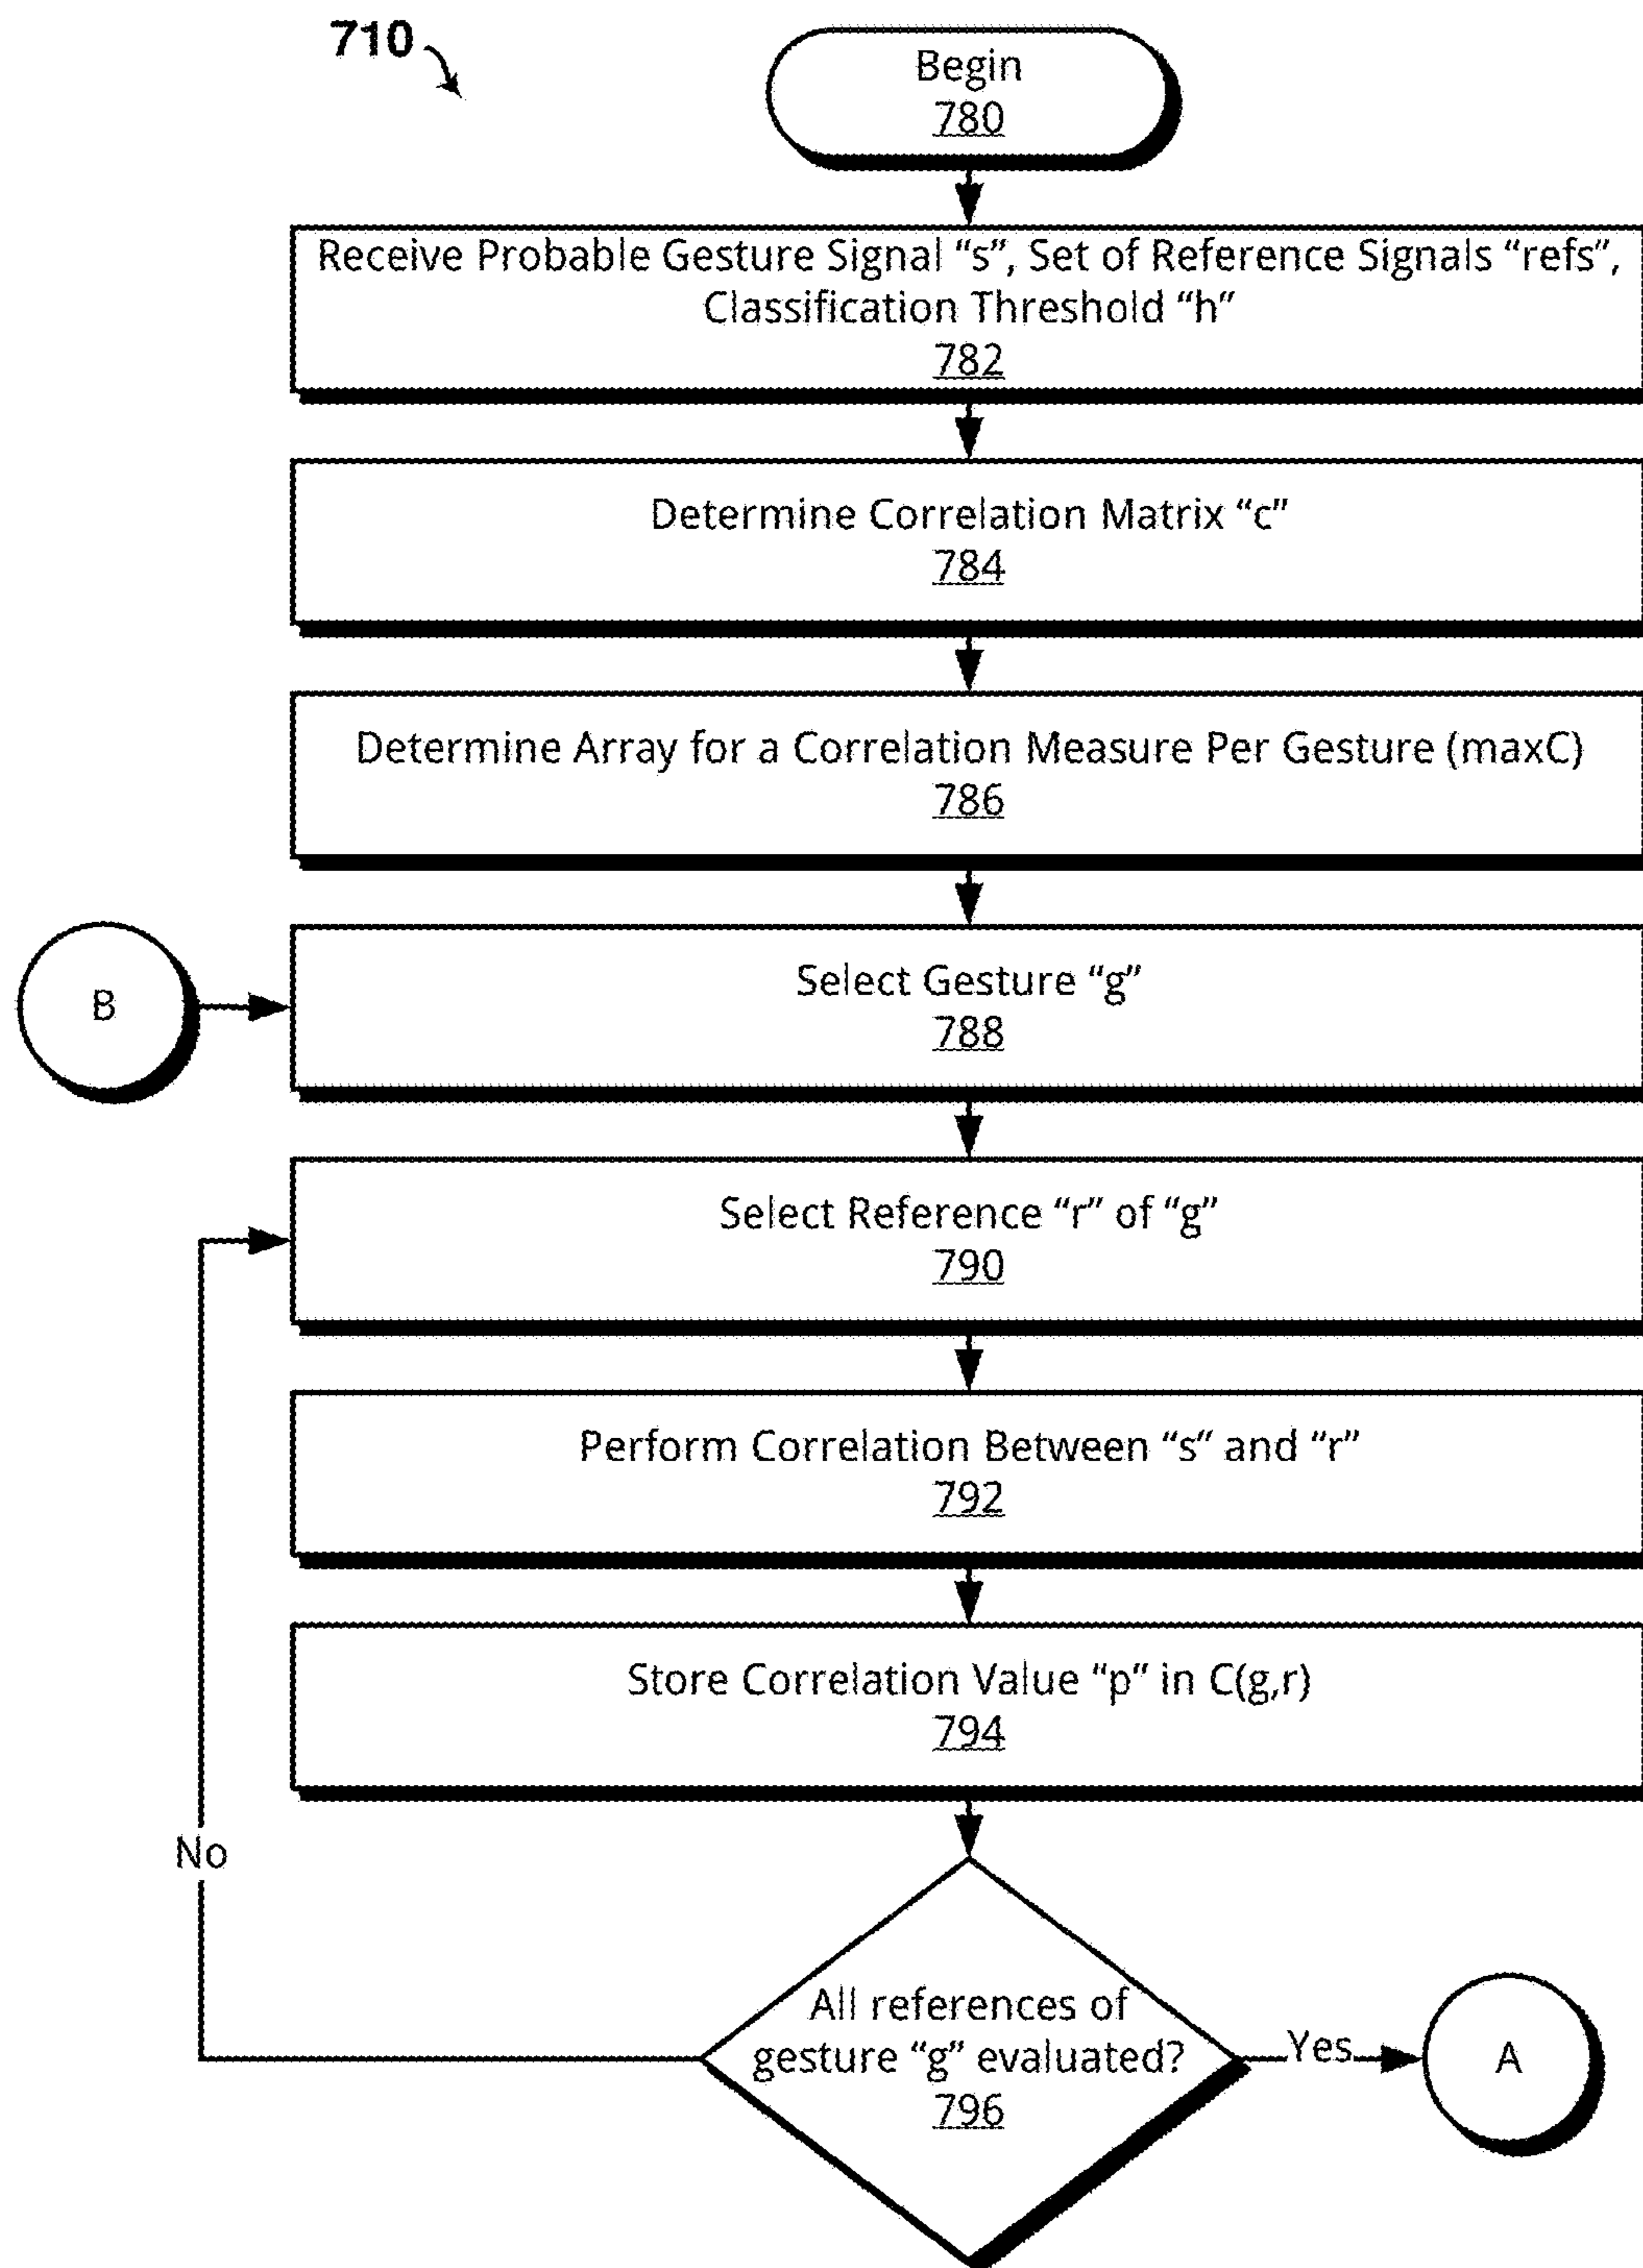 710
Begin
780
Receive Probable Gesture Signal “s”, Set of Reference Signals “refs”,
Classification Threshold “h”
782
Determine Correlation Matrix “c”
784
Determine Array for a Correlation Measure Per Gesture (maxC)
786
B
Select Gesture “g”
788
Select Reference “r” of “g”
790
Perform Correlation Between “s” and “r”
792
Store Correlation Value “p” in C(g,r)
794
No
All references of
gesture “g” evaluated?
796
Yes
A